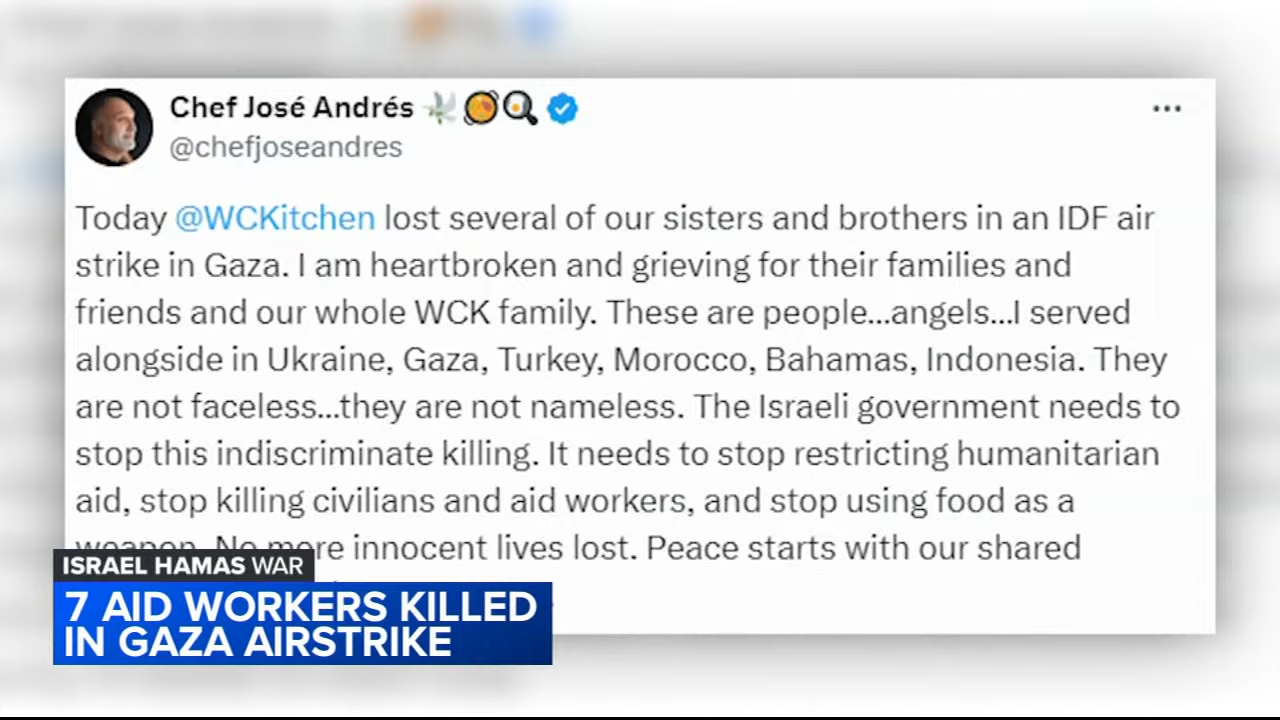 Chef José Andrés
@chefjoseandres
Today @WCKitchen lost several of our sisters and brothers in an IDF air
strike in Gaza. I am heartbroken and grieving for their families and
friends and our whole WCK family. These are people...angels...I served
alongside in Ukraine, Gaza, Turkey, Morocco, Bahamas, Indonesia. They
are not faceless...they are not nameless. The Israeli government needs to
stop this indiscriminate killing. It needs to stop restricting humanitarian
aid, stop killing civilians and aid workers, and stop using food as a
weapon. No more innocent lives lost. Peace starts with our shared
ISRAEL HAMAS WAR
7 AID WORKERS KILLED
IN GAZA AIRSTRIKE